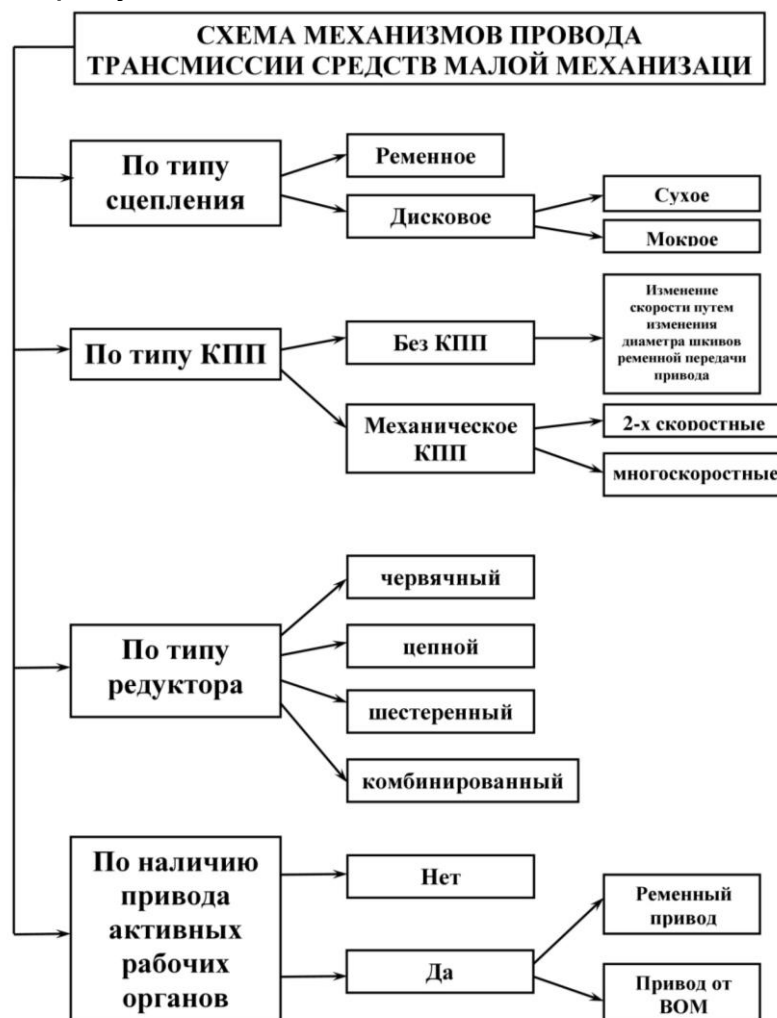 СХЕМА МЕХАНИЗМОВ ПРОВОДА
ТРАНСМИССИИ СРЕДСТВ МАЛОЙ МЕХАНИЗАЦИ
По типу
сцепления
Ременное
Дисковое
Сухое
Мокрое
По типу КПП
Без КПП
Изменение
скорости путем
изменения
диаметра шкивов
ременной передачи
привода
Механическое
КПП
2-х скоростные
многоскоростные
По типу
редуктора
червячный
цепной
шестеренный
комбинированный
По наличию
привода
активных
рабочих
органов
Нет
Да
Ременный
привод
Привод от
ВОМ